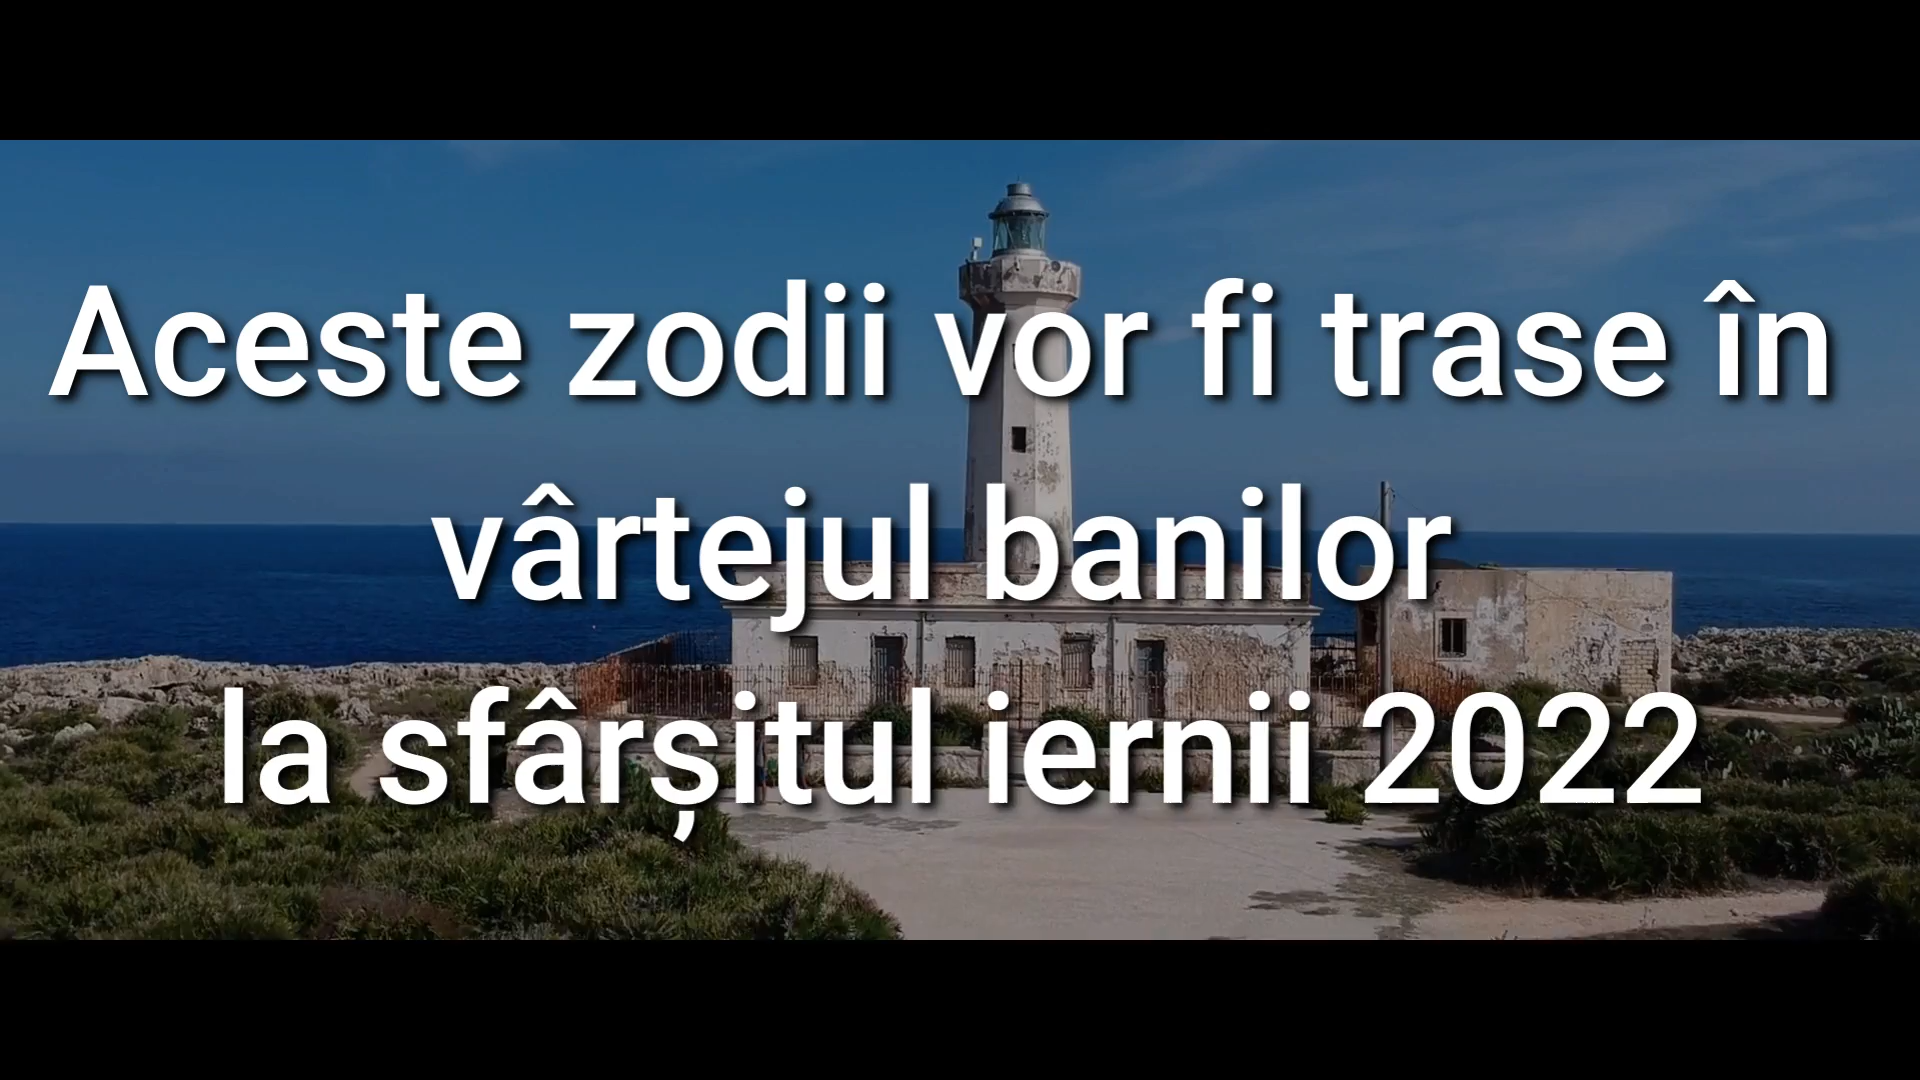 Aceste zodii vor fi trase în
vârtejul banilor
la sfârșitul iernii 2022